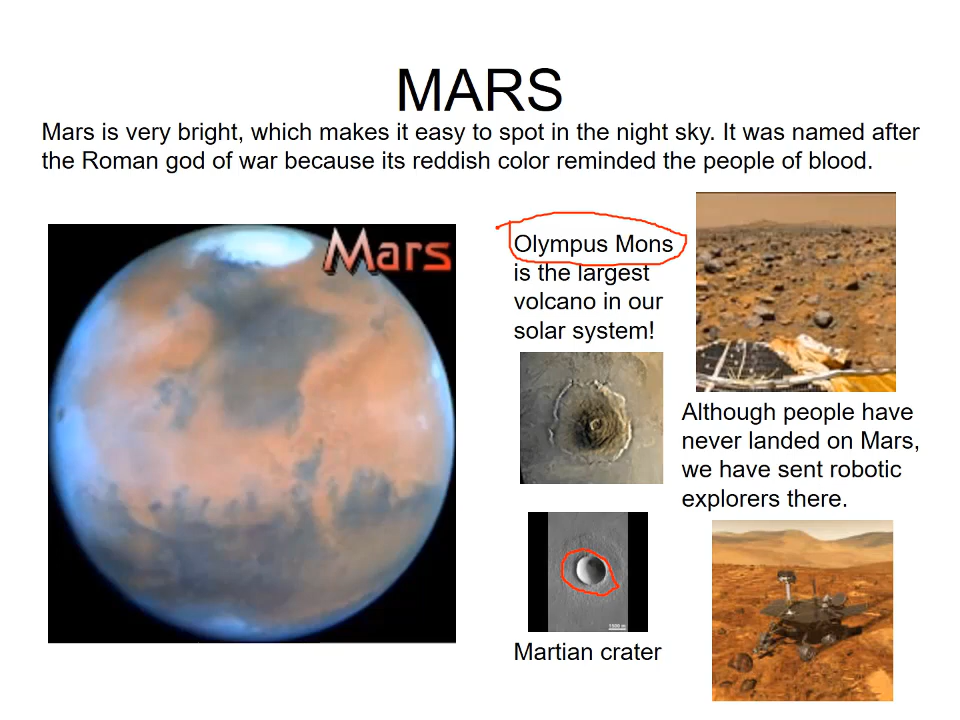 MARS
Mars is very bright, which makes it easy to spot in the night sky. It was named after
the Roman god of war because its reddish color reminded the people of blood.
Mars
Olympus Mons
is the largest
volcano in our
solar system!
Although people have
never landed on Mars,
we have sent robotic
explorers there.
Martian crater